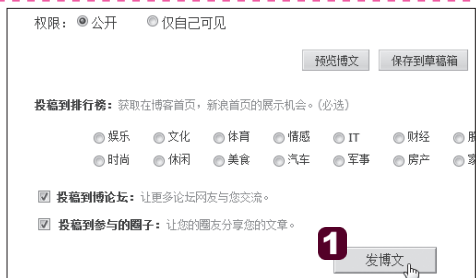 权限： 公开 仅自己可见
预览博文 保存到草稿箱
投稿到排行榜：获取在博客首页，新浪首页的展示机会。(必选)
娱乐 文化 体育 情感 IT 财经
时尚 休闲 美食 汽车 军事 房产
投稿到博论坛：让更多论坛网友与您交流。
投稿到参与的圈子：让您的圈友分享您的文章。
1
发博文